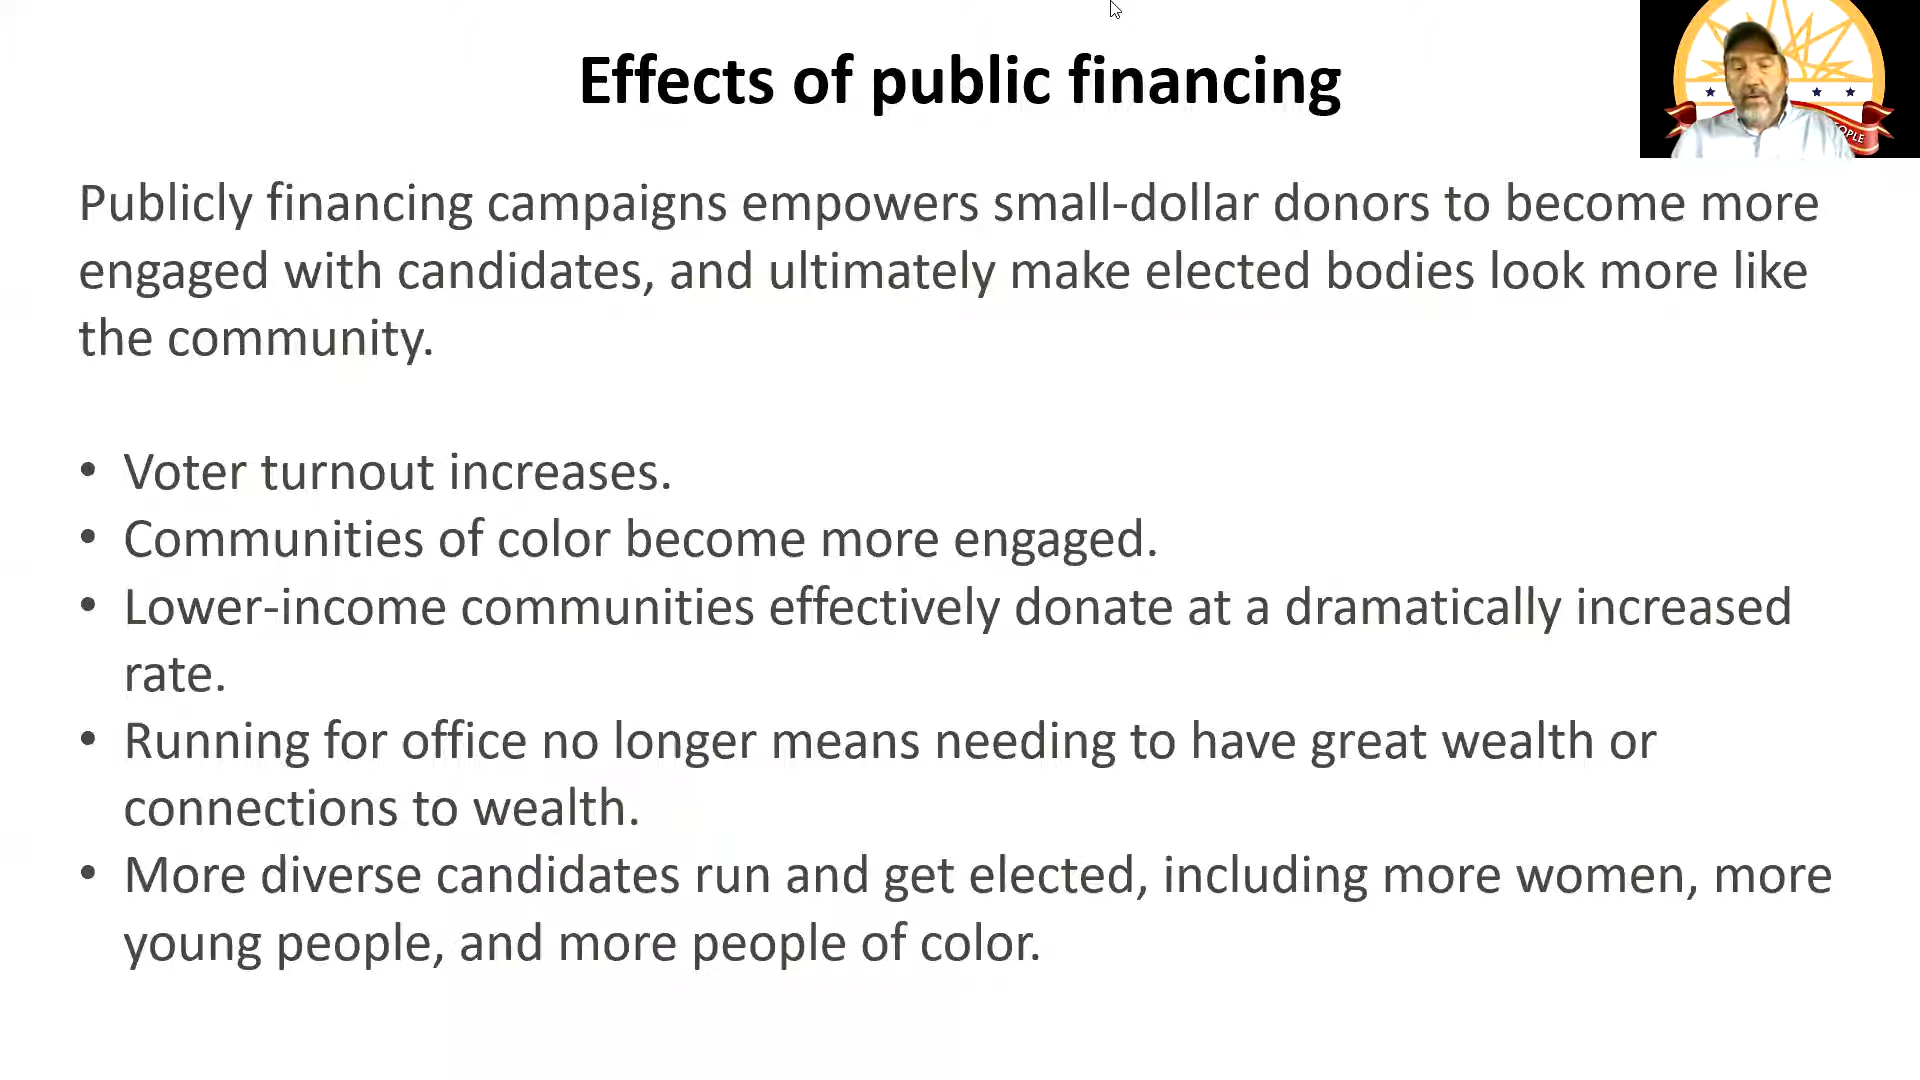 Effects of public financing
OPLE
Publicly financing campaigns empowers small-dollar donors to become more
engaged with candidates, and ultimately make elected bodies look more like
the community.
• Voter turnout increases.
• Communities of color become more engaged.
• Lower-income communities effectively donate at a dramatically increased
rate.
• Running for office no longer means needing to have great wealth or
connections to wealth.
• More diverse candidates run and get elected, including more women, more
young people, and more people of color.